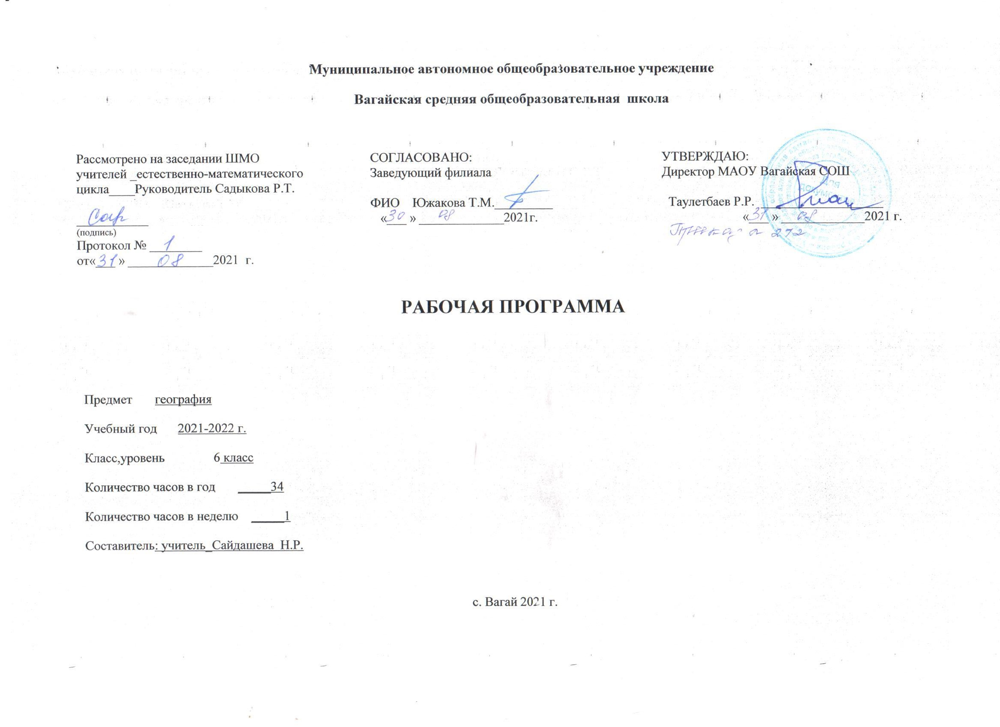 Муниципальное автономное общеобразовательное учреждение
Вагайская средняя общеобразовательная школа
Рассмотрено на заседании ШМО
учителей _естественно-математического
цикла____Руководитель Садыкова Р.Т.
(подпись)
Протокол № 1
от«31» 08 2021 г.
СОГЛАСОВАНО:
Заведующий филиала
ФИО Южакова Т.М.
«30» 08 2021г.
УТВЕРЖДАЮ:
Директор МАОУ Вагайская СОШ
Таулетбаев Р.Р.
«31» 08 2021 г.
Приказ 272
Для
РАБОЧАЯ ПРОГРАММА
Предмет география
Учебный год 2021-2022 г.
Класс,уровень 6 класс
Количество часов в год _____34
Количество часов в неделю _____1
Составитель: учитель_Сайдашева Н.Р.
с. Вагай 2021 г.